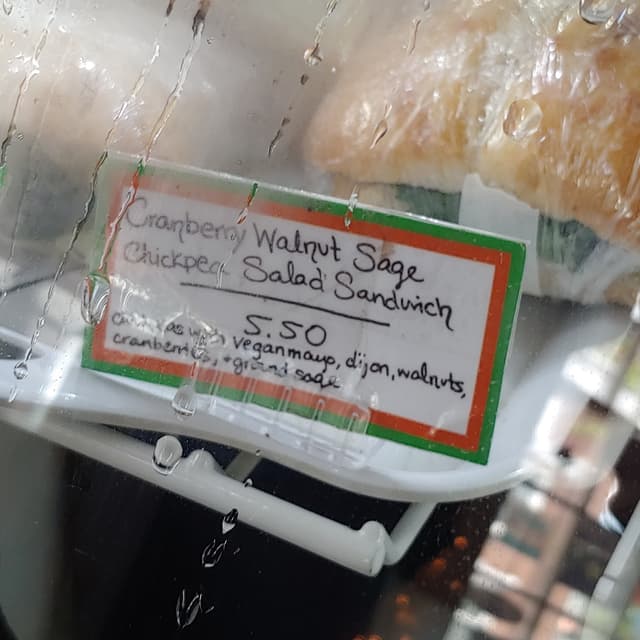 Cranberry Walnut Sage
Chickpea Salad Sandwich
5.50
w/ vegan mayo, dijon, walnuts,
cranberries, + ground sage